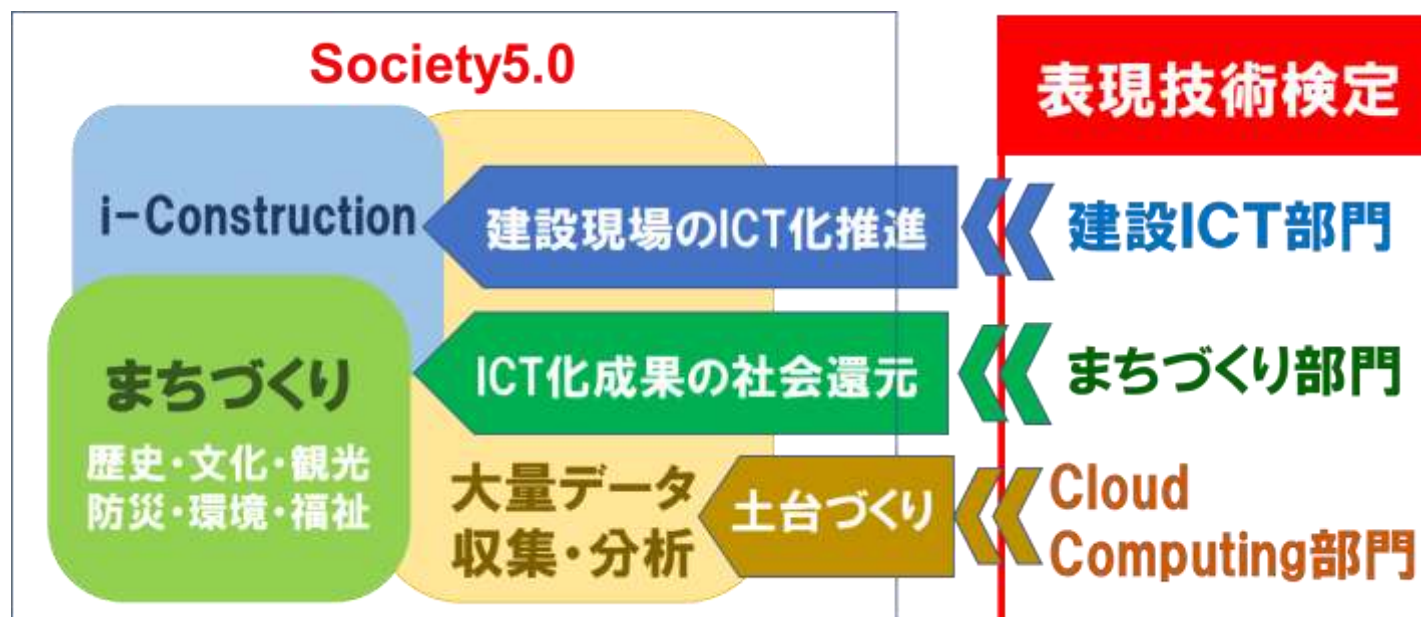 Society5.0
表現技術検定
i-Construction
建設現場のICT化推進
建設ICT部門
まちづくり
歴史・文化・観光
防災・環境・福祉
ICT化成果の社会還元
まちづくり部門
大量データ
収集・分析
土台づくり
Cloud
Computing部門